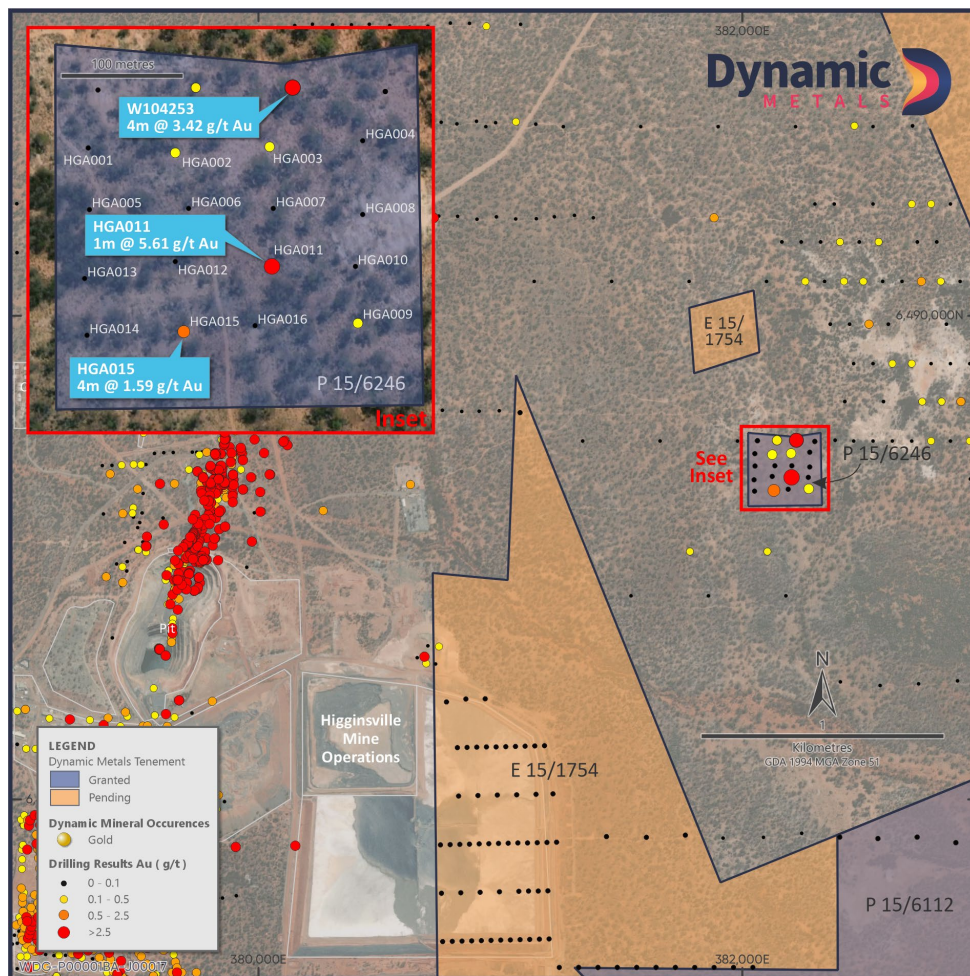 382,000E
Dynamic
METALS
100 metres
W104253
4m @ 3.42 g/t Au
HGA004
HGA001
HGA002
HGA003
HGA005
HGA006
HGA007
HGA008
HGA011
1m @ 5.61 g/t Au
HGA011
HGA013
HGA012
HGA010
HGA014
HGA015
HGA016
HGA009
HGA015
4m @ 1.59 g/t Au
P 15/6246
Inset
6,490,000N
E 15/
1754
See
Inset
P 15/6246
Pit
N
1
Kilometres
GDA 1994 MGA Zone 51
Higginsville
Mine
Operations
E 15/1754
P 15/6112
LEGEND
Dynamic Metals Tenement
Granted
Pending
Dynamic Mineral Occurences
Gold
Drilling Results Au ( g/t )
0 - 0.1
0.1 - 0.5
0.5 - 2.5
>2.5
380,000E
382,000E